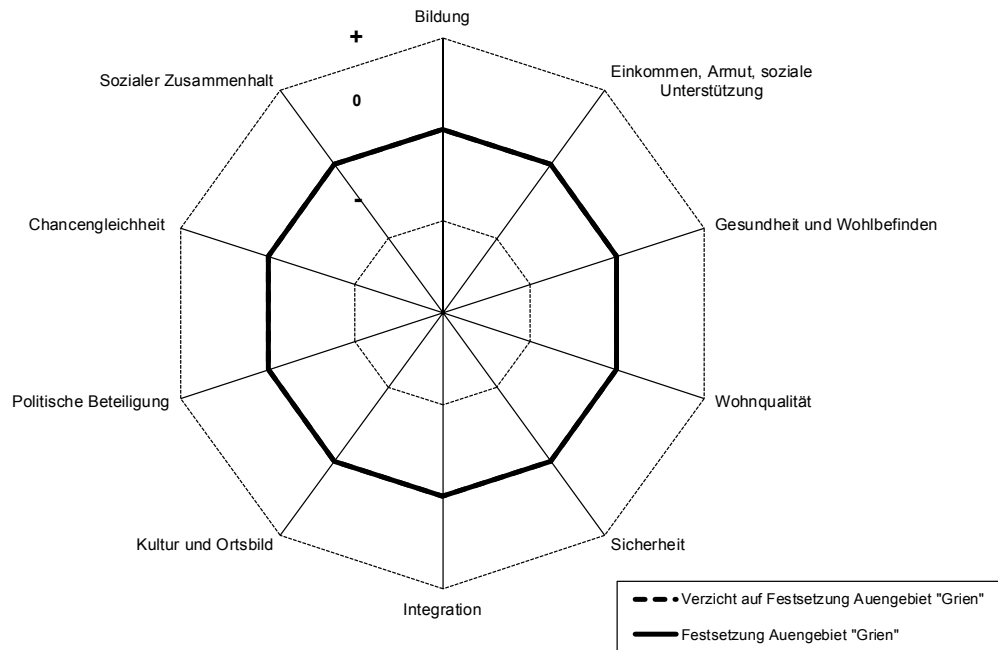 Bildung
+
Sozialer Zusammenhalt
Einkommen, Armut, soziale
Unterstützung
0
-
Chancengleichheit
Gesundheit und Wohlbefinden
Politische Beteiligung
Wohnqualität
Kultur und Ortsbild
Sicherheit
Integration
Verzicht auf Festsetzung Auengebiet "Grien"
Festsetzung Auengebiet "Grien"